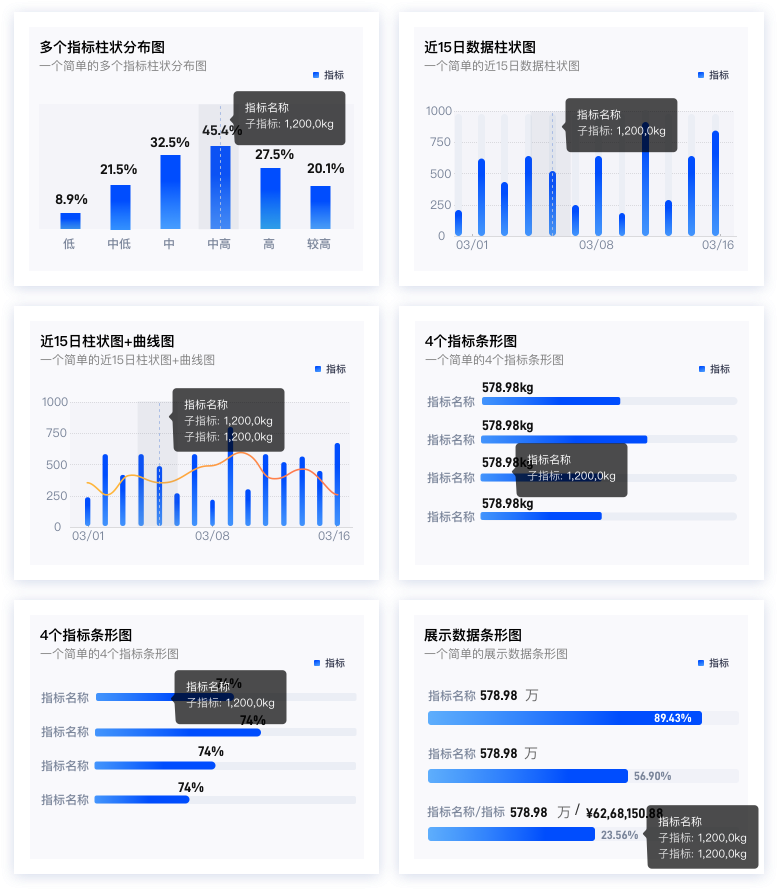 多个指标柱状分布图
一个简单的多个指标柱状分布图
指标
指标名称
子指标: 1,200,0kg
8.9%
21.5%
32.5%
45.4%
27.5%
20.1%
低
中低
中
中高
高
较高
近15日数据柱状图
一个简单的近15日数据柱状图
指标
指标名称
子指标: 1,200,0kg
1000
750
500
250
0
03/01
03/08
03/16
近15日柱状图+曲线图
一个简单的近15日柱状图+曲线图
指标
指标名称
子指标: 1,200,0kg
子指标: 1,200,0kg
1000
750
500
250
0
03/01
03/08
03/16
4个指标条形图
一个简单的4个指标条形图
指标
578.98kg
指标名称
578.98kg
指标名称
578.98kg
指标名称
指标名称
子指标: 1,200,0kg
578.98kg
指标名称
4个指标条形图
一个简单的4个指标条形图
指标
74%
指标名称
指标名称
子指标: 1,200,0kg
74%
指标名称
74%
指标名称
74%
指标名称
展示数据条形图
一个简单的展示数据条形图
指标
指标名称 578.98 万
89.43%
指标名称 578.98 万
56.90%
指标名称/指标 578.98 万 / ¥62,68,150.88
23.56%
指标名称
子指标: 1,200,0kg
子指标: 1,200,0kg